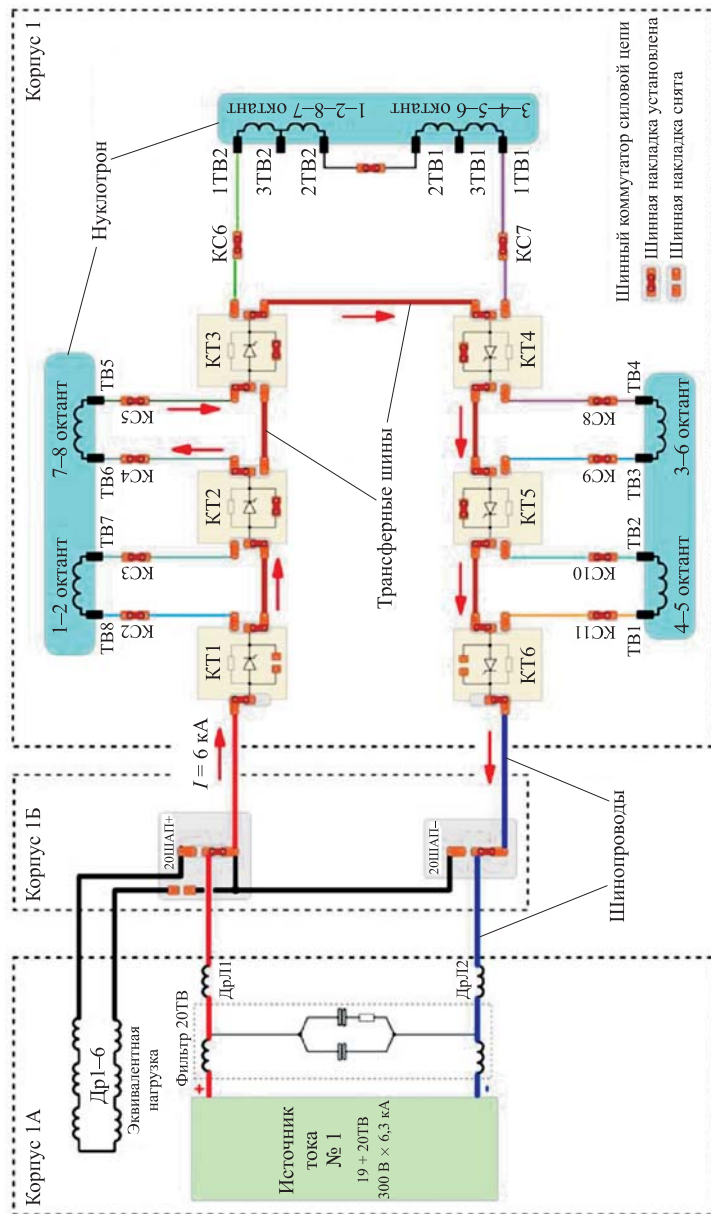 Корпус 1А
Корпус 1Б
Корпус 1
Др1–6
Эквивалентная
нагрузка
Фильтр 20ТВ
ДрЛ1
ДрЛ2
Источник
тока
№ 1
19 + 20ТВ
300 В × 6,3 кА
+
-
20ШАП+
20ШАП–
Шинопроводы
I = 6 кА
Нуклотрон
1–2 октант
7–8 октант
ТВ8
ТВ7
ТВ6
ТВ5
КС2
КС3
КС4
КС5
КТ1
КТ2
КТ3
КС6
1ТВ2
3ТВ2
2ТВ2
1–2–8–7 октант
3–4–5–6 октант
2ТВ1
3ТВ1
1ТВ1
КС7
Трансферные шины
КТ6
КТ5
КТ4
КС11
КС10
КС9
КС8
ТВ1
ТВ2
ТВ3
ТВ4
4–5 октант
3–6 октант
Шинный коммутатор силовой цепи
Шинная накладка установлена
Шинная накладка снята